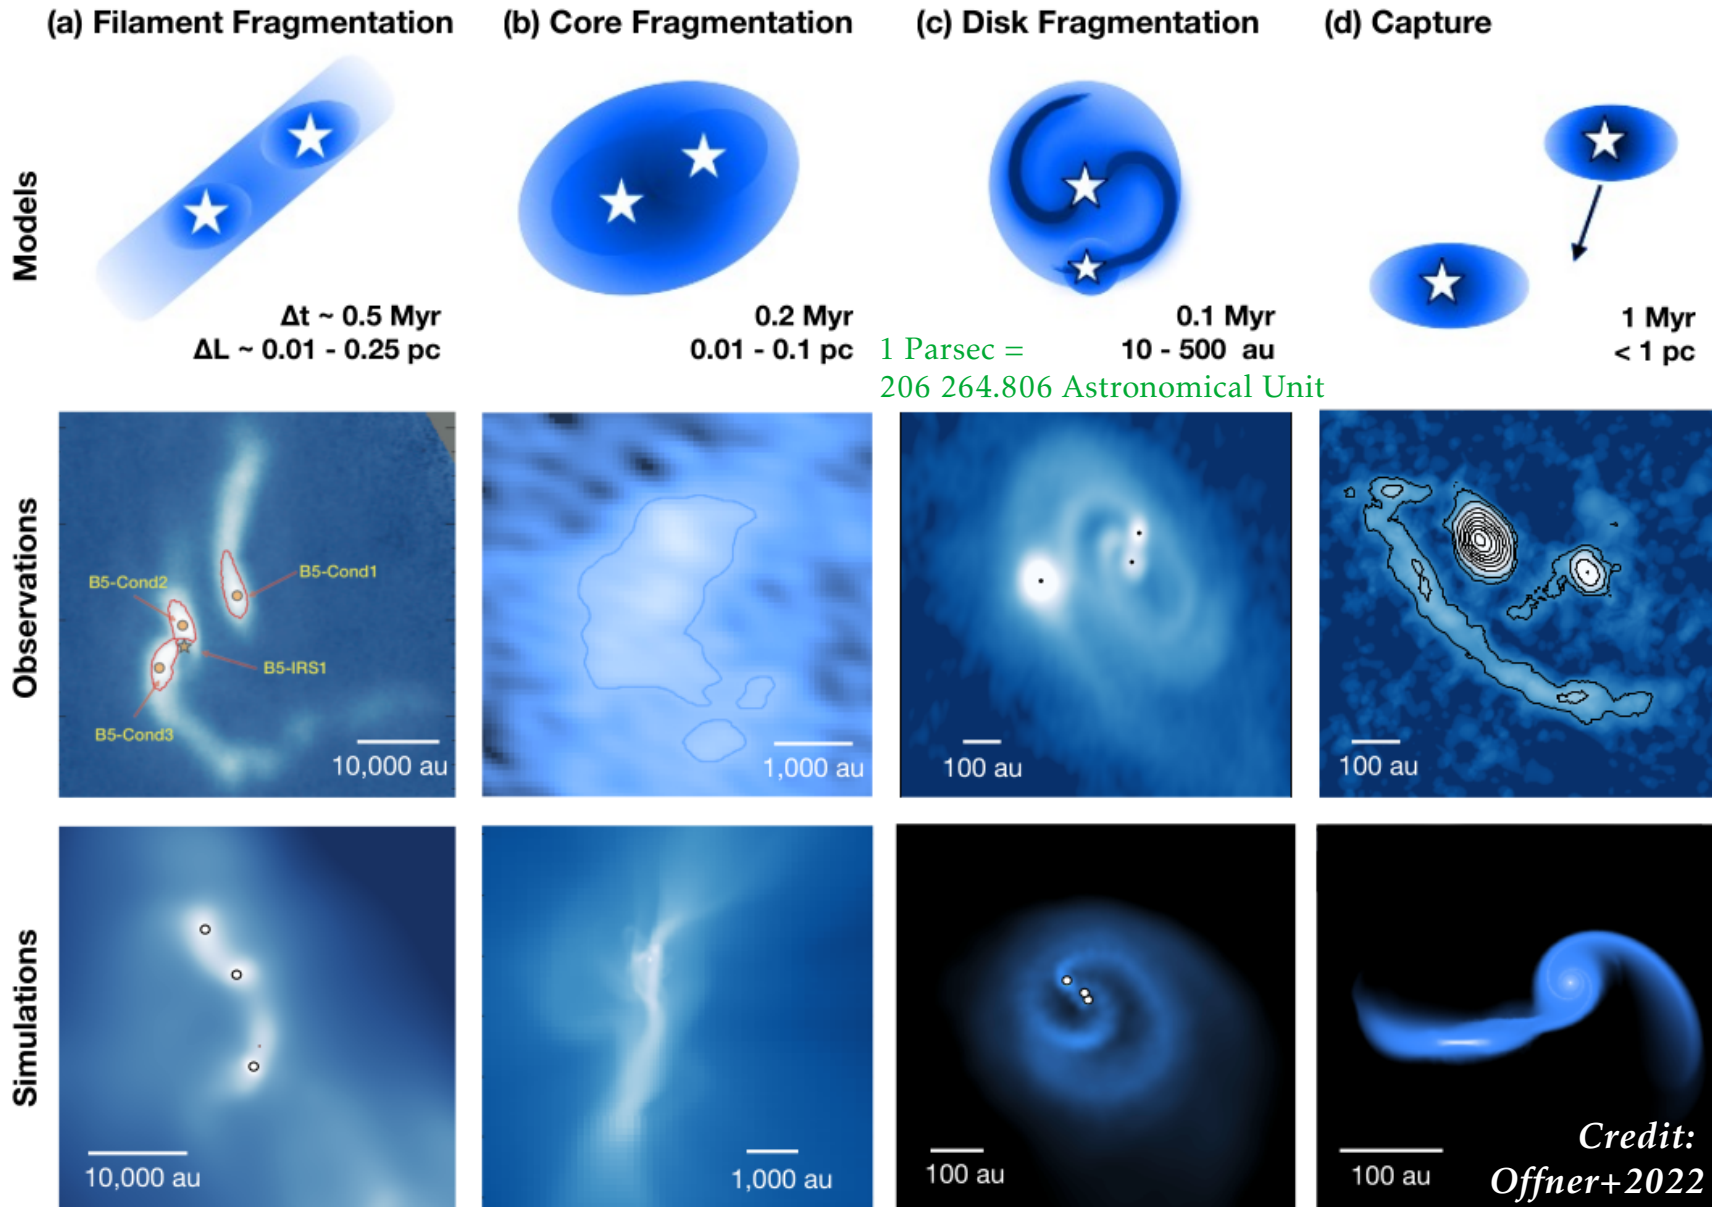 (a) Filament Fragmentation
(b) Core Fragmentation
(c) Disk Fragmentation
(d) Capture
Models
Δt ~ 0.5 Myr
ΔL ~ 0.01 - 0.25 pc
0.2 Myr
0.01 - 0.1 pc
0.1 Myr
10 - 500 au
1 Myr
< 1 pc
1 Parsec =
206 264.806 Astronomical Unit
Observations
B5-Cond1
B5-Cond2
B5-IRS1
B5-Cond3
10,000 au
1,000 au
100 au
100 au
Simulations
10,000 au
1,000 au
100 au
100 au
Credit:
Offner+2022